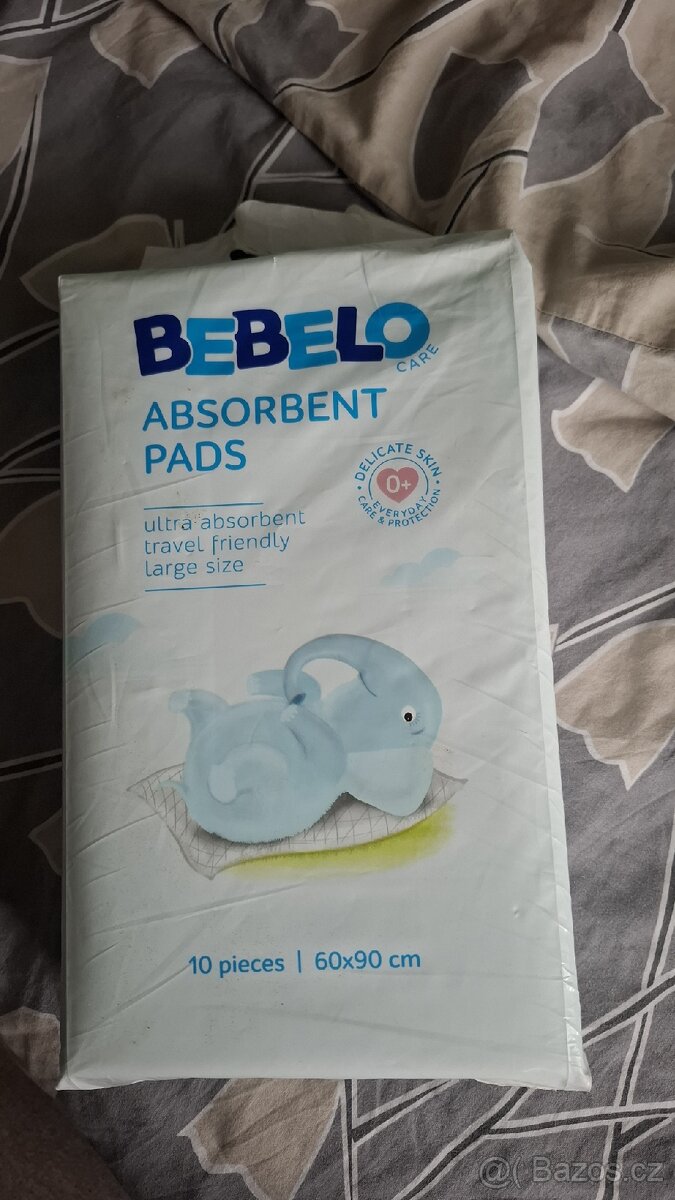 BEBELO
CARE
ABSORBENT
PADS
DELICATE SKIN
0+
EVERYDAY
CARE & PROTECTION
ultra absorbent
travel friendly
large size
10 pieces | 60x90 cm
@( Bazos.cz